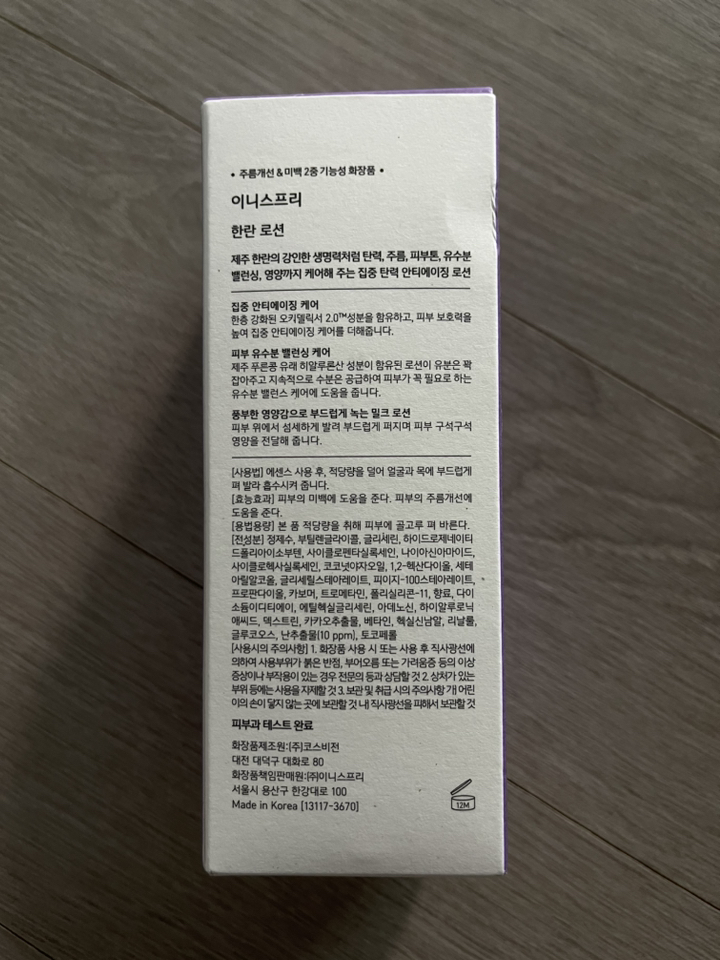 • 주름개선 & 미백 2중 기능성 화장품 •
이니스프리
한란 로션
제주 한란의 강인한 생명력처럼 탄력, 주름, 피부톤, 유수분
밸런싱, 영양까지 케어해 주는 집중 탄력 안티에이징 로션
집중 안티에이징 케어
한층 강화된 오키델릭서 2.0™성분을 함유하고, 피부 보호력을
높여 집중 안티에이징 케어를 더해줍니다.
피부 유수분 밸런싱 케어
제주 푸른콩 유래 히알루론산 성분이 함유된 로션이 유분은 꽉
잡아주고 지속적으로 수분은 공급하여 피부가 꼭 필요로 하는
유수분 밸런스 케어에 도움을 줍니다.
풍부한 영양감으로 부드럽게 녹는 밀크 로션
피부 위에서 섬세하게 발려 부드럽게 퍼지며 피부 구석구석
영양을 전달해 줍니다.
[사용법] 에센스 사용 후, 적당량을 덜어 얼굴과 목에 부드럽게
펴 발라 흡수시켜 줍니다.
[효능효과] 피부의 미백에 도움을 준다. 피부의 주름개선에
도움을 준다.
[용법용량] 본 품 적당량을 취해 피부에 골고루 펴 바른다.
[전성분] 정제수, 부틸렌글라이콜, 글리세린, 하이드로제네이티
드폴리아이소부텐, 사이클로펜타실록세인, 나이아신아마이드,
사이클로헥사실록세인, 코코넛야자오일, 1,2-헥산다이올, 세테
아릴알코올, 글리세릴스테아레이트, 피이지-100스테아레이트,
프로판다이올, 카보머, 트로메타민, 폴리실리콘-11, 향료, 다이
소듐이디티에이, 에틸헥실글리세린, 아데노신, 하이알루로닉
애씨드, 덱스트린, 카카오추출물, 베타인, 헥실신남알, 리날룰,
글루코오스, 난추출물(10 ppm), 토코페롤
[사용시의 주의사항] 1. 화장품 사용 시 또는 사용 후 직사광선에
의하여 사용부위가 붉은 반점, 부어오름 또는 가려움증 등의 이상
증상이나 부작용이 있는 경우 전문의 등과 상담할 것 2. 상처가 있는
부위 등에는 사용을 자제할 것 3. 보관 및 취급 시의 주의사항 가) 어린
이의 손이 닿지 않는 곳에 보관할 것 나) 직사광선을 피해서 보관할 것
피부과 테스트 완료
화장품제조원:(주)코스비전
대전 대덕구 대화로 80
화장품책임판매원:㈜이니스프리
서울시 용산구 한강대로 100
Made in Korea [13117-3670]
12M